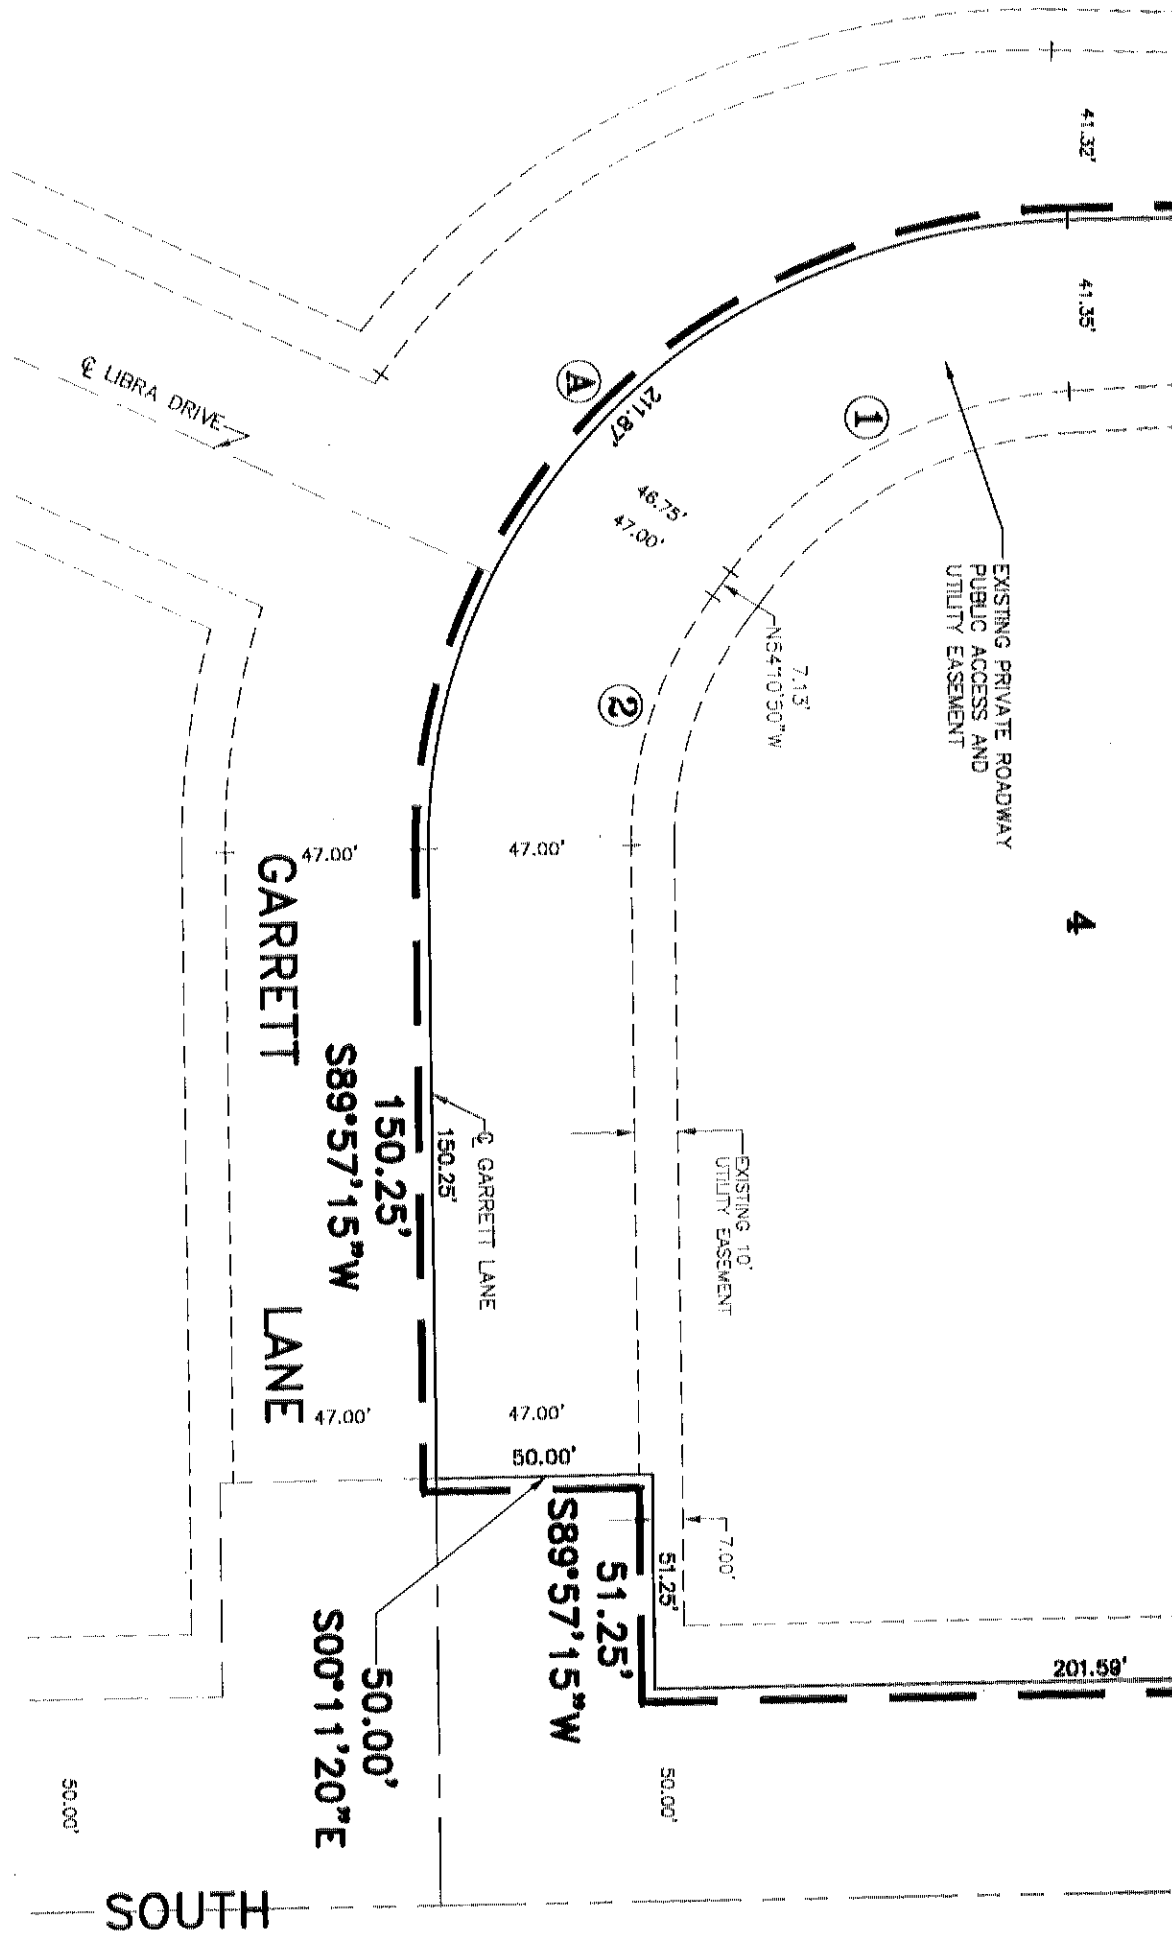 41.32'
41.35'
℄ LIBRA DRIVE
A
211.87'
1
46.75'
47.00'
EXISTING PRIVATE ROADWAY
PUBLIC ACCESS AND
UTILITY EASEMENT
7.13'
N54°10'50"W
2
4
47.00'
47.00'
GARRETT LANE
150.25'
S89°57'15"W
℄ GARRETT LANE
150.25'
EXISTING 10'
UTILITY EASEMENT
47.00'
47.00'
50.00'
7.00'
51.25'
51.25'
S89°57'15"W
201.59'
50.00'
S00°11'20"E
50.00'
50.00'
SOUTH